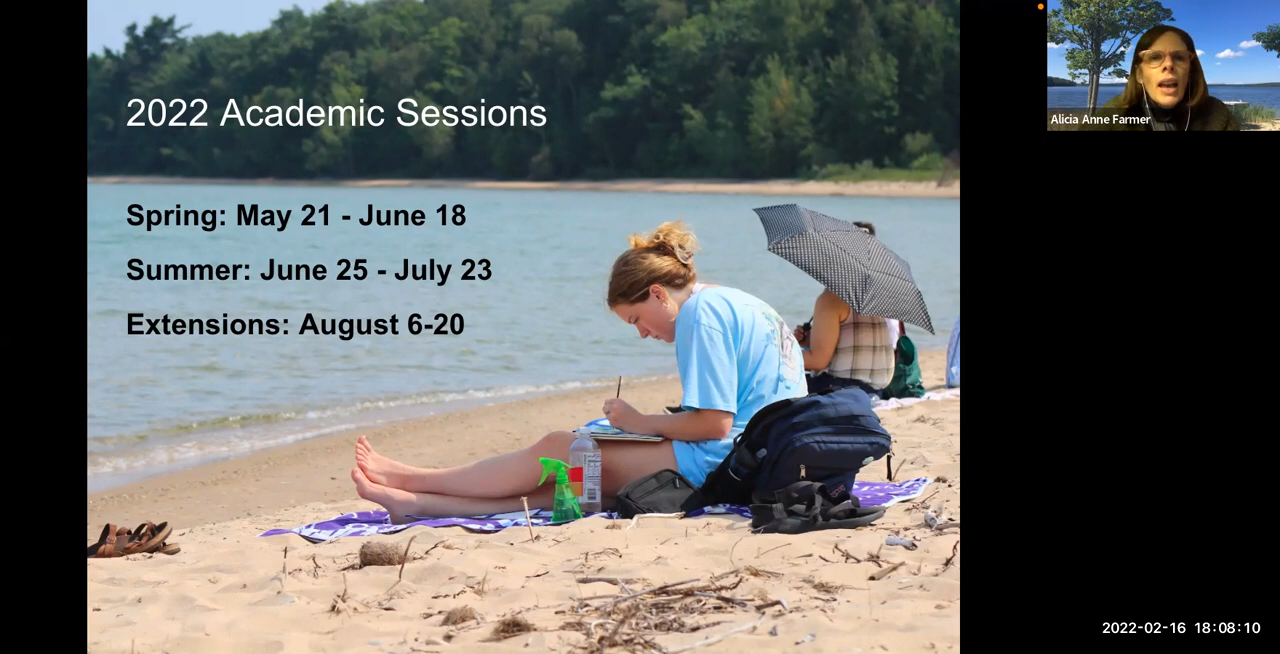 2022 Academic Sessions
Spring: May 21 - June 18
Summer: June 25 - July 23
Extensions: August 6-20
Alicia Anne Farmer
2022-02-16 18:08:10